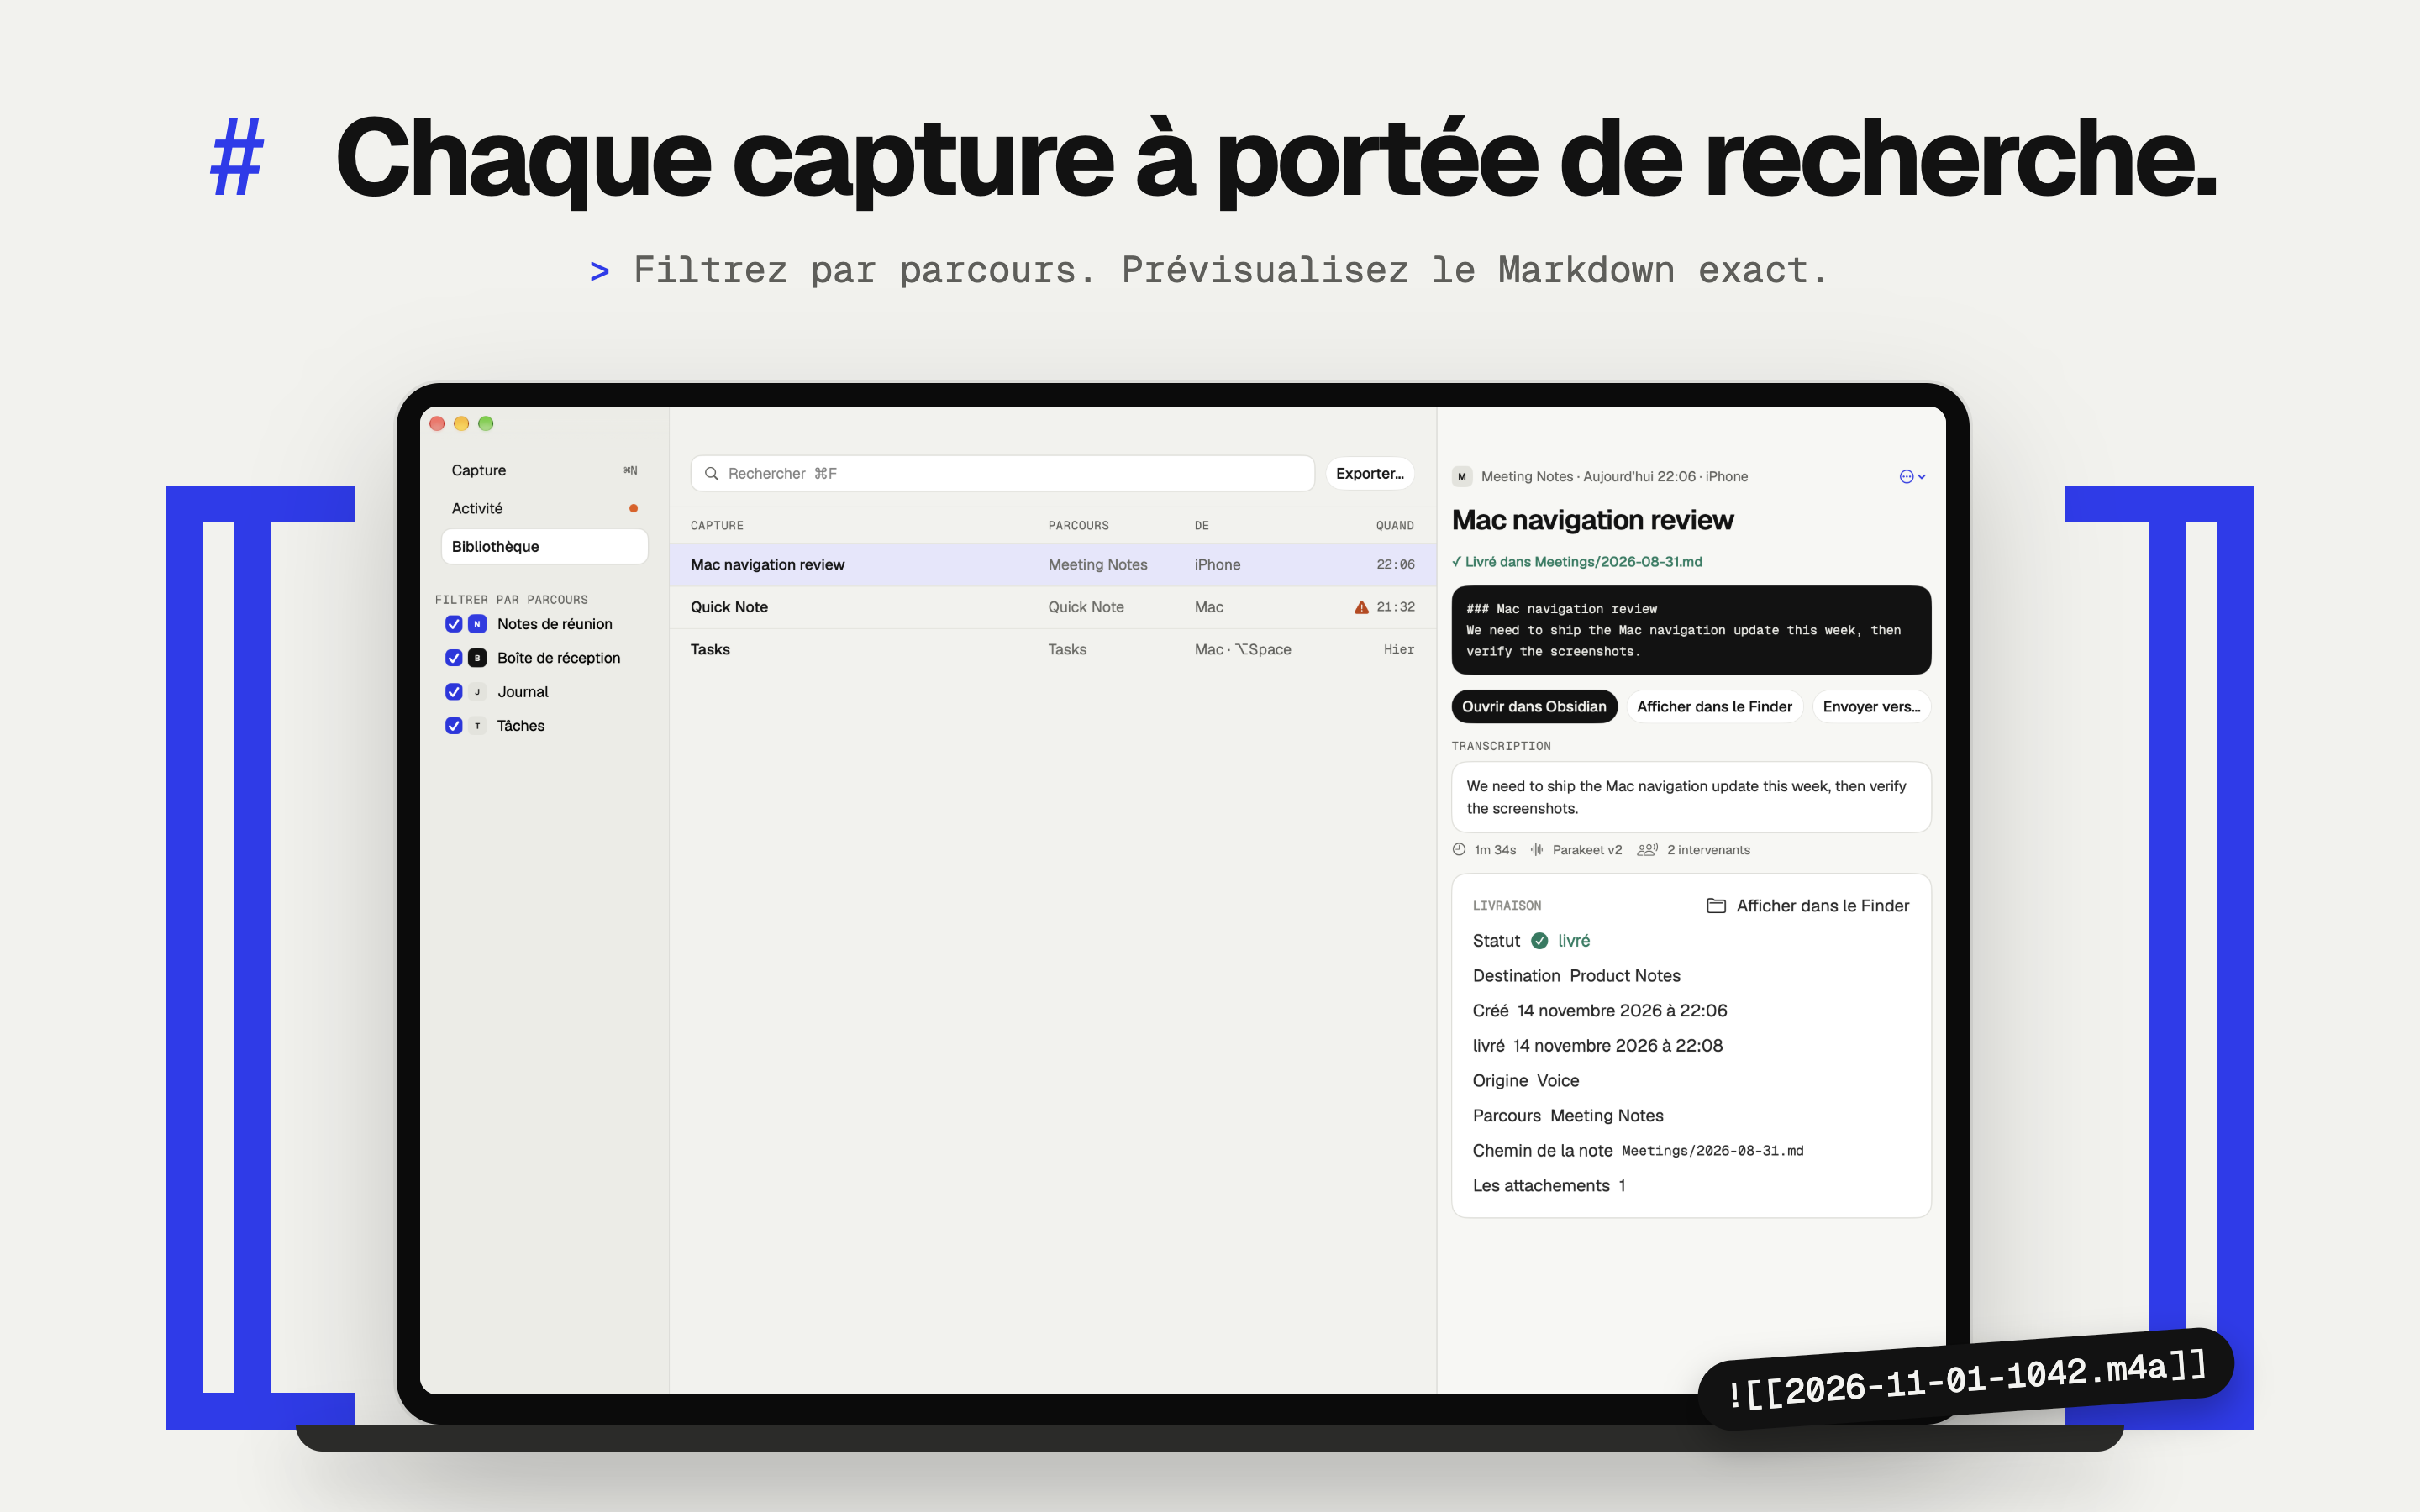 # Chaque capture à portée de recherche.
> Filtrez par parcours. Prévisualisez le Markdown exact.
Capture ⌘N
Activité
Bibliothèque
FILTRER PAR PARCOURS
N Notes de réunion
B Boîte de réception
J Journal
T Tâches
Rechercher ⌘F
Exporter...
CAPTURE PARCOURS DE QUAND
Mac navigation review Meeting Notes iPhone 22:06
Quick Note Quick Note Mac 21:32
Tasks Tasks Mac · ⌥Space Hier
M Meeting Notes · Aujourd'hui 22:06 · iPhone
Mac navigation review
✓ Livré dans Meetings/2026-08-31.md
### Mac navigation review
We need to ship the Mac navigation update this week, then
verify the screenshots.
Ouvrir dans Obsidian
Afficher dans le Finder
Envoyer vers...
TRANSCRIPTION
We need to ship the Mac navigation update this week, then verify
the screenshots.
1m 34s Parakeet v2 2 intervenants
LIVRAISON Afficher dans le Finder
Statut livré
Destination Product Notes
Créé 14 novembre 2026 à 22:06
livré 14 novembre 2026 à 22:08
Origine Voice
Parcours Meeting Notes
Chemin de la note Meetings/2026-08-31.md
Les attachements 1
![[2026-11-01-1042.m4a]]